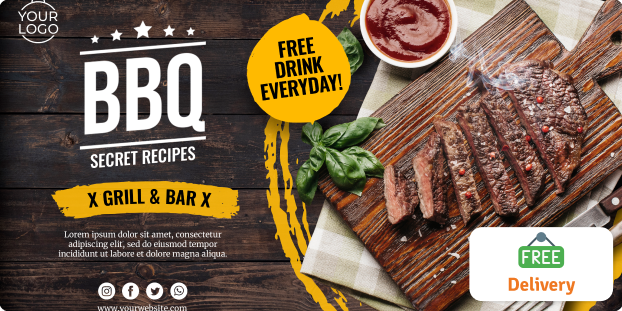 YOUR
LOGO
BBQ
SECRET RECIPES
X GRILL & BAR X
Lorem ipsum dolor sit amet, consectetur
adipiscing elit, sed do eiusmod tempor
incididunt ut labore et dolore magna aliqua.
www.yourwebsite.com
FREE
DRINK
EVERYDAY!
FREE
Delivery